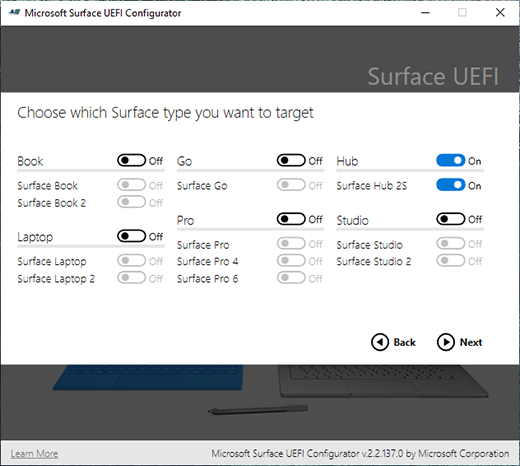 Microsoft Surface UEFI Configurator
Surface UEFI
Choose which Surface type you want to target
Book Off
Surface Book Off
Surface Book 2 Off
Laptop Off
Surface Laptop Off
Surface Laptop 2 Off
Go Off
Surface Go Off
Pro Off
Surface Pro Off
Surface Pro 4 Off
Surface Pro 6 Off
Hub On
Surface Hub 2S On
Studio Off
Surface Studio Off
Surface Studio 2 Off
Back Next
Learn More Microsoft Surface UEFI Configurator v.2.2.137.0 by Microsoft Corporation